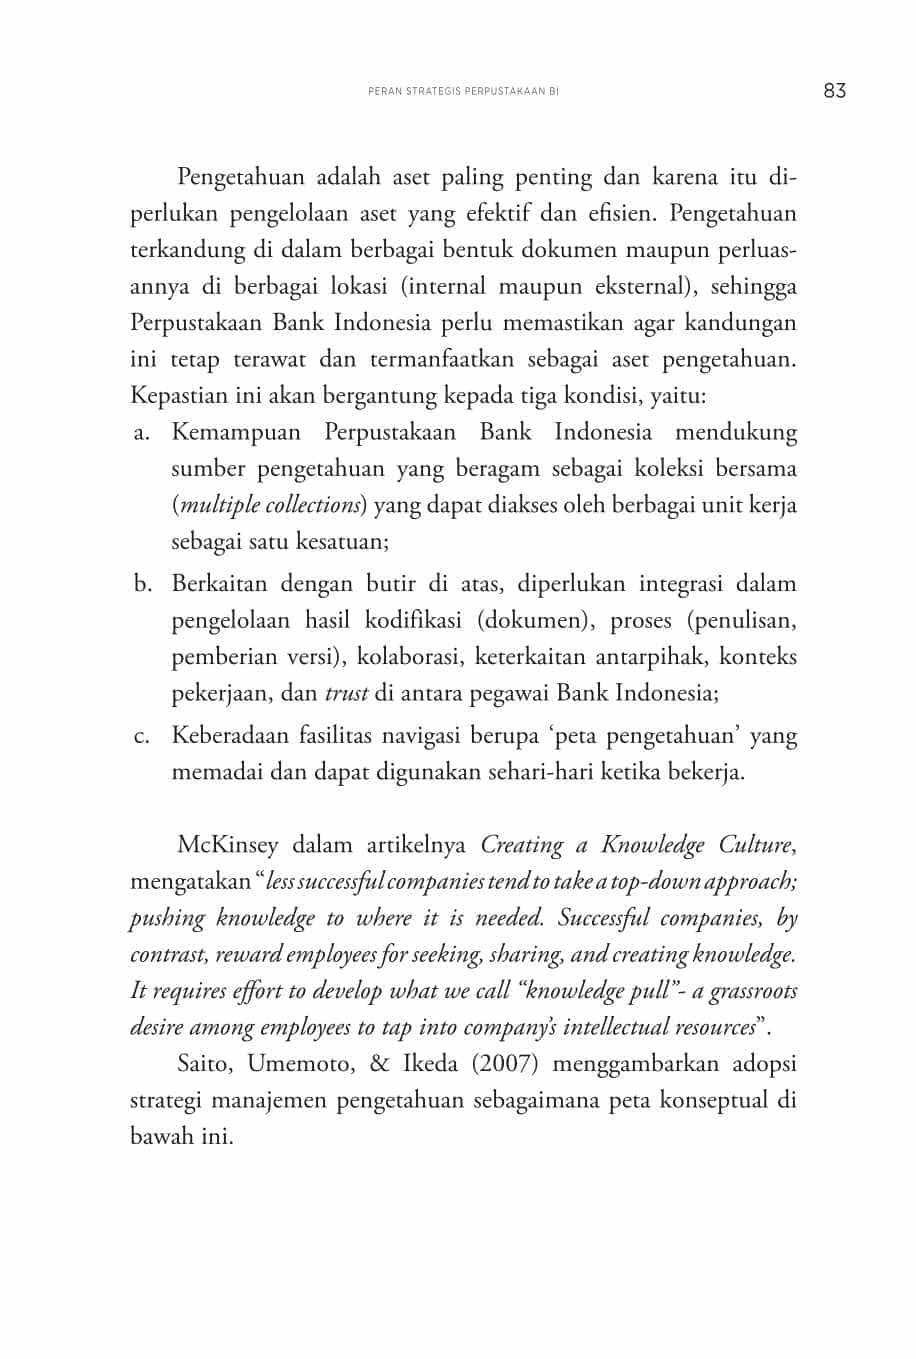 PERAN STRATEGIS PERPUSTAKAAN BI
83
Pengetahuan adalah aset paling penting dan karena itu di-
perlukan pengelolaan aset yang efektif dan efisien. Pengetahuan
terkandung di dalam berbagai bentuk dokumen maupun perluas-
annya di berbagai lokasi (internal maupun eksternal), sehingga
Perpustakaan Bank Indonesia perlu memastikan agar kandungan
ini tetap terawat dan termanfaatkan sebagai aset pengetahuan.
Kepastian ini akan bergantung kepada tiga kondisi, yaitu:
a. Kemampuan Perpustakaan Bank Indonesia mendukung
sumber pengetahuan yang beragam sebagai koleksi bersama
(multiple collections) yang dapat diakses oleh berbagai unit kerja
sebagai satu kesatuan;
b. Berkaitan dengan butir di atas, diperlukan integrasi dalam
pengelolaan hasil kodifikasi (dokumen), proses (penulisan,
pemberian versi), kolaborasi, keterkaitan antarpihak, konteks
pekerjaan, dan trust di antara pegawai Bank Indonesia;
c. Keberadaan fasilitas navigasi berupa ‘peta pengetahuan’ yang
memadai dan dapat digunakan sehari-hari ketika bekerja.
McKinsey dalam artikelnya Creating a Knowledge Culture,
mengatakan “less successful companies tend to take a top-down approach;
pushing knowledge to where it is needed. Successful companies, by
contrast, reward employees for seeking, sharing, and creating knowledge.
It requires effort to develop what we call “knowledge pull”- a grassroots
desire among employees to tap into company’s intellectual resources”.
Saito, Umemoto, & Ikeda (2007) menggambarkan adopsi
strategi manajemen pengetahuan sebagaimana peta konseptual di
bawah ini.